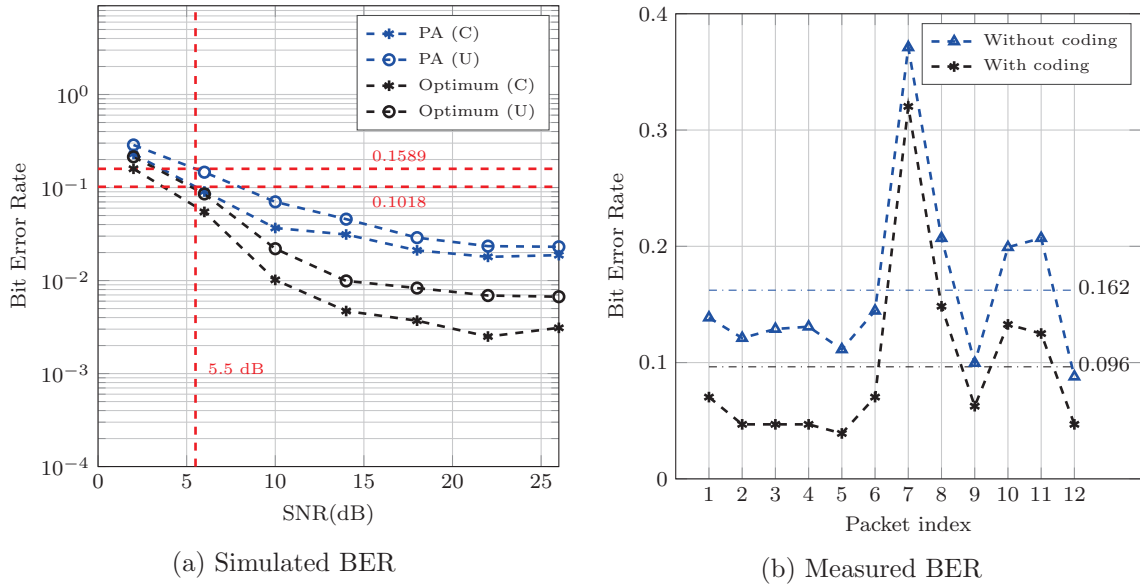 PA (C)
PA (U)
Optimum (C)
Optimum (U)
10^0
10^-1
10^-2
10^-3
10^-4
0.1589
0.1018
5.5 dB
0 5 10 15 20 25
SNR(dB)
Bit Error Rate
(a) Simulated BER
Without coding
With coding
0.4
0.3
0.2
0.1
0
0.162
0.096
1 2 3 4 5 6 7 8 9 10 11 12
Packet index
Bit Error Rate
(b) Measured BER